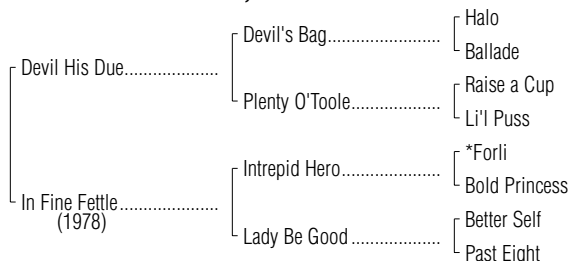 Halo
Devil's Bag
Ballade
Devil His Due
Raise a Cup
Plenty O'Toole
Li'l Puss
*Forli
Intrepid Hero
Bold Princess
In Fine Fettle
(1978)
Better Self
Lady Be Good
Past Eight